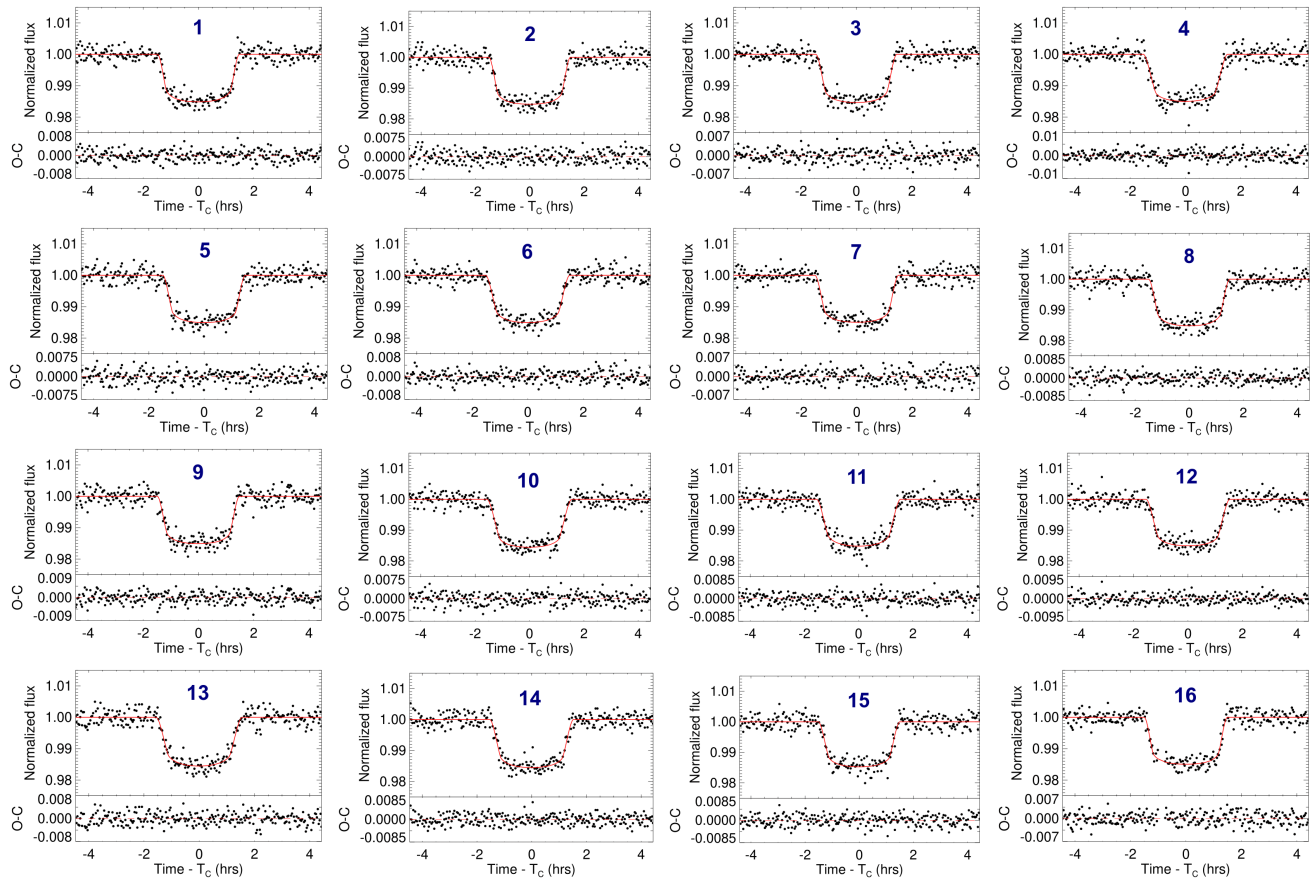 1
Normalized flux
1.01
1.00
0.99
0.98
O-C
0.008
0.000
-0.008
-4 -2 0 2 4
Time - T_C (hrs)
2
Normalized flux
1.01
1.00
0.99
0.98
O-C
0.0075
0.0000
-0.0075
-4 -2 0 2 4
Time - T_C (hrs)
3
Normalized flux
1.01
1.00
0.99
0.98
O-C
0.007
0.000
-0.007
-4 -2 0 2 4
Time - T_C (hrs)
4
Normalized flux
1.01
1.00
0.99
0.98
O-C
0.01
0.00
-0.01
-4 -2 0 2 4
Time - T_C (hrs)
5
Normalized flux
1.01
1.00
0.99
0.98
O-C
0.0075
0.0000
-0.0075
-4 -2 0 2 4
Time - T_C (hrs)
6
Normalized flux
1.01
1.00
0.99
0.98
O-C
0.008
0.000
-0.008
-4 -2 0 2 4
Time - T_C (hrs)
7
Normalized flux
1.01
1.00
0.99
0.98
O-C
0.007
0.000
-0.007
-4 -2 0 2 4
Time - T_C (hrs)
8
Normalized flux
1.01
1.00
0.99
0.98
O-C
0.0085
0.0000
-0.0085
-4 -2 0 2 4
Time - T_C (hrs)
9
Normalized flux
1.01
1.00
0.99
0.98
O-C
0.009
0.000
-0.009
-4 -2 0 2 4
Time - T_C (hrs)
10
Normalized flux
1.01
1.00
0.99
0.98
O-C
0.0075
0.0000
-0.0075
-4 -2 0 2 4
Time - T_C (hrs)
11
Normalized flux
1.01
1.00
0.99
0.98
O-C
0.0085
0.0000
-0.0085
-4 -2 0 2 4
Time - T_C (hrs)
12
Normalized flux
1.01
1.00
0.99
0.98
O-C
0.0095
0.0000
-0.0095
-4 -2 0 2 4
Time - T_C (hrs)
13
Normalized flux
1.01
1.00
0.99
0.98
O-C
0.008
0.000
-0.008
-4 -2 0 2 4
Time - T_C (hrs)
14
Normalized flux
1.01
1.00
0.99
0.98
O-C
0.0085
0.0000
-0.0085
-4 -2 0 2 4
Time - T_C (hrs)
15
Normalized flux
1.01
1.00
0.99
0.98
O-C
0.0085
0.0000
-0.0085
-4 -2 0 2 4
Time - T_C (hrs)
16
Normalized flux
1.01
1.00
0.99
0.98
O-C
0.007
0.000
-0.007
-4 -2 0 2 4
Time - T_C (hrs)